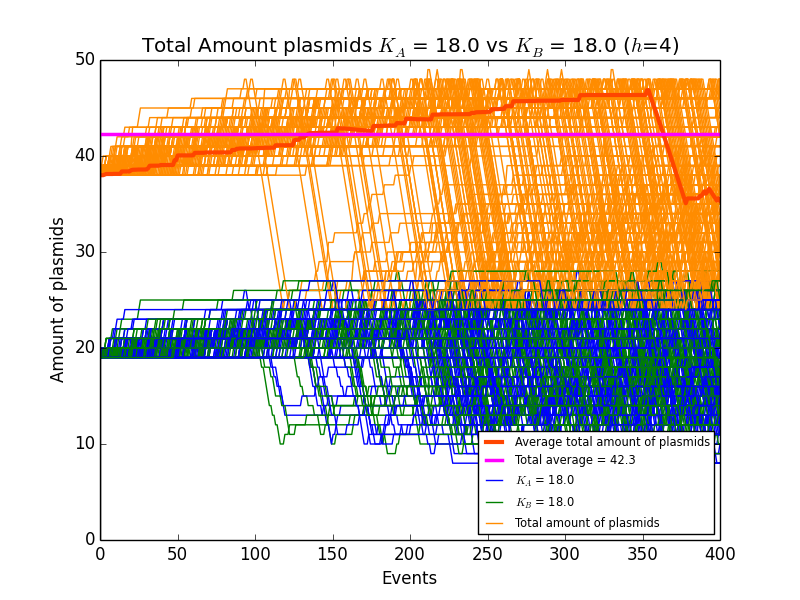 Total Amount plasmids K_A = 18.0 vs K_B = 18.0 (h=4)
50
40
30
20
10
0
Amount of plasmids
0 50 100 150 200 250 300 350 400
Events
Average total amount of plasmids
Total average = 42.3
K_A = 18.0
K_B = 18.0
Total amount of plasmids